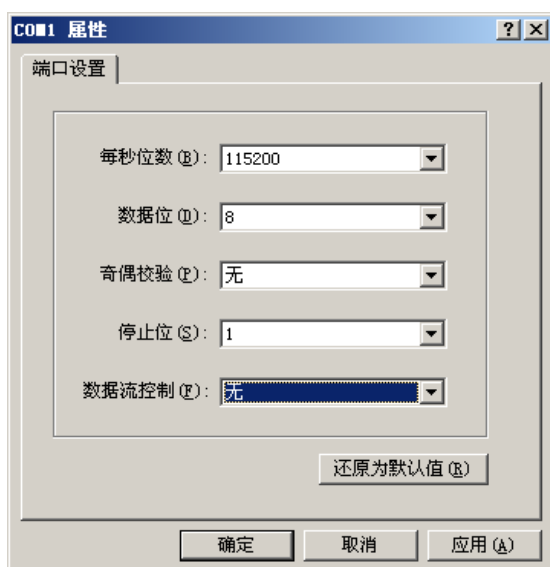 COM1 属性
端口设置
每秒位数(B): 115200
数据位(D): 8
奇偶校验(P): 无
停止位(S): 1
数据流控制(F): 无
还原为默认值(R)
确定 取消 应用(A)